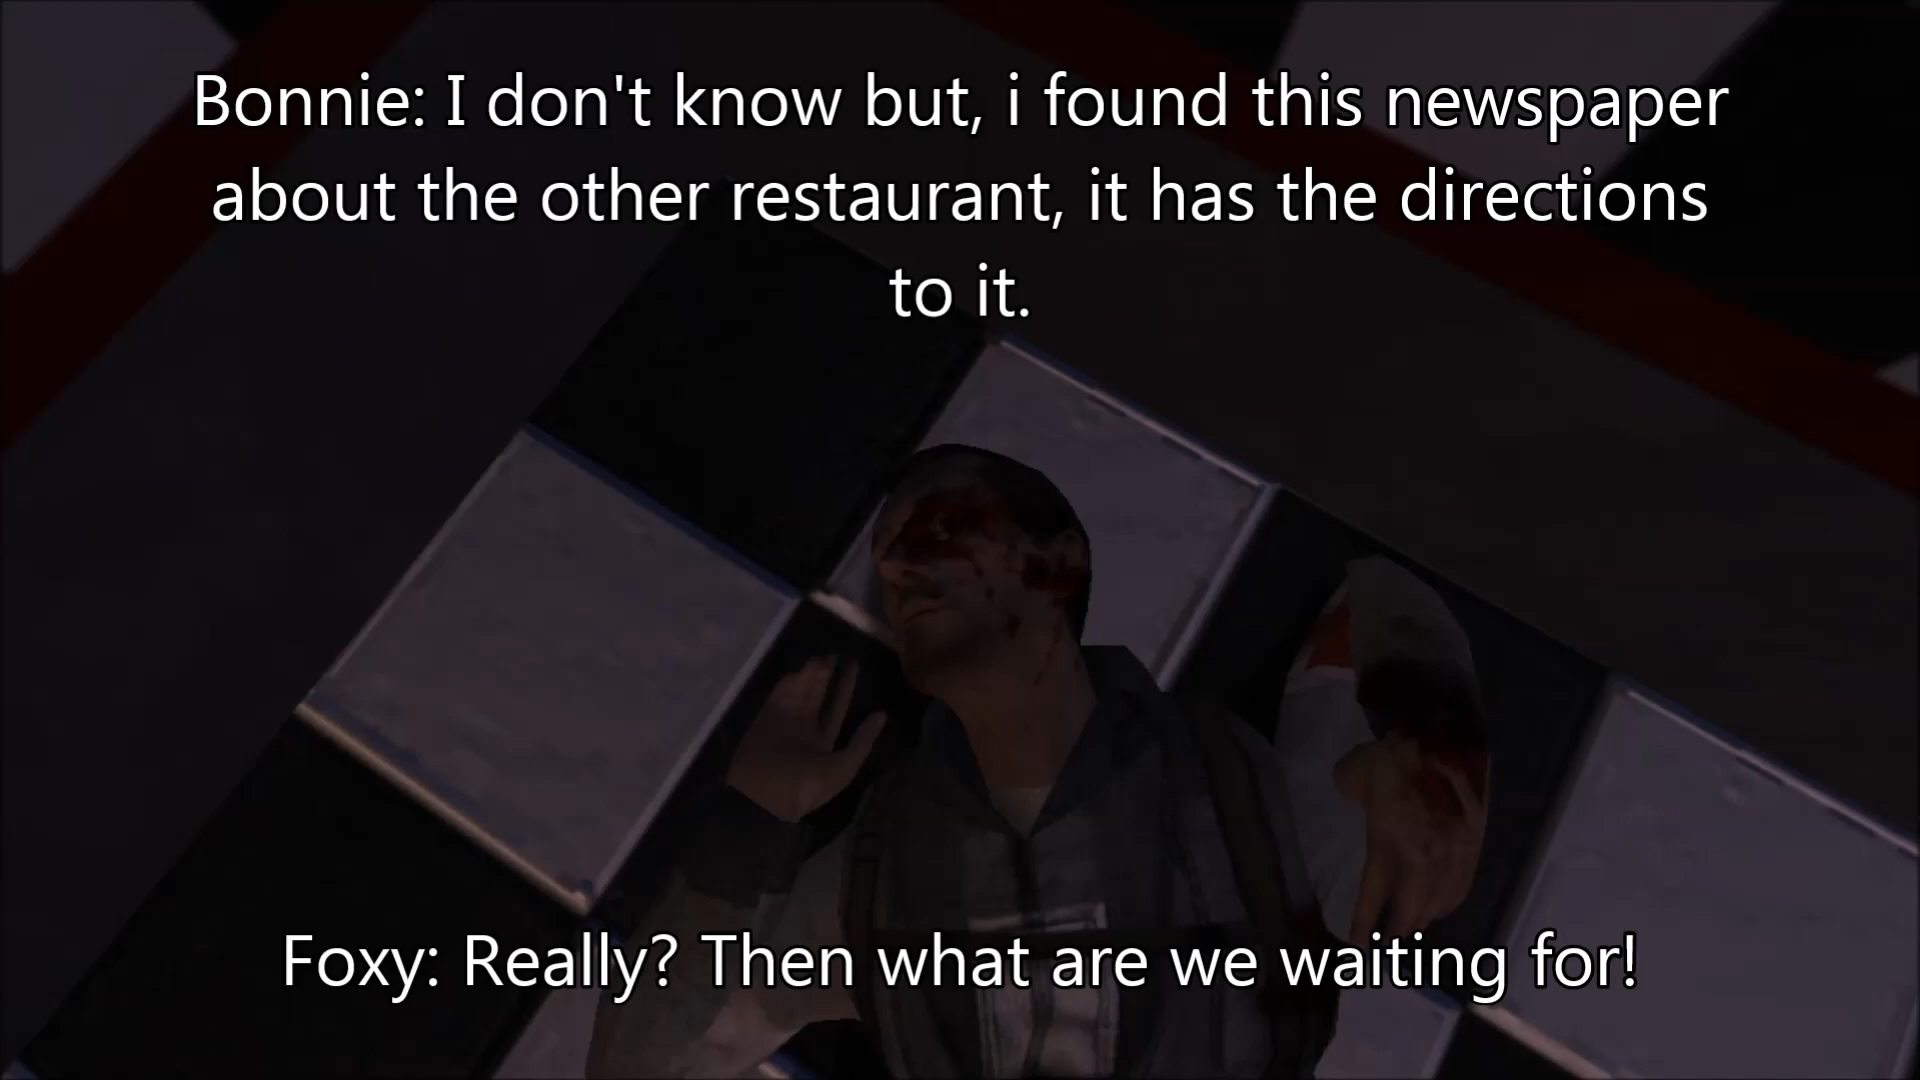 Bonnie: I don't know but, i found this newspaper
about the other restaurant, it has the directions
to it.
Foxy: Really? Then what are we waiting for!